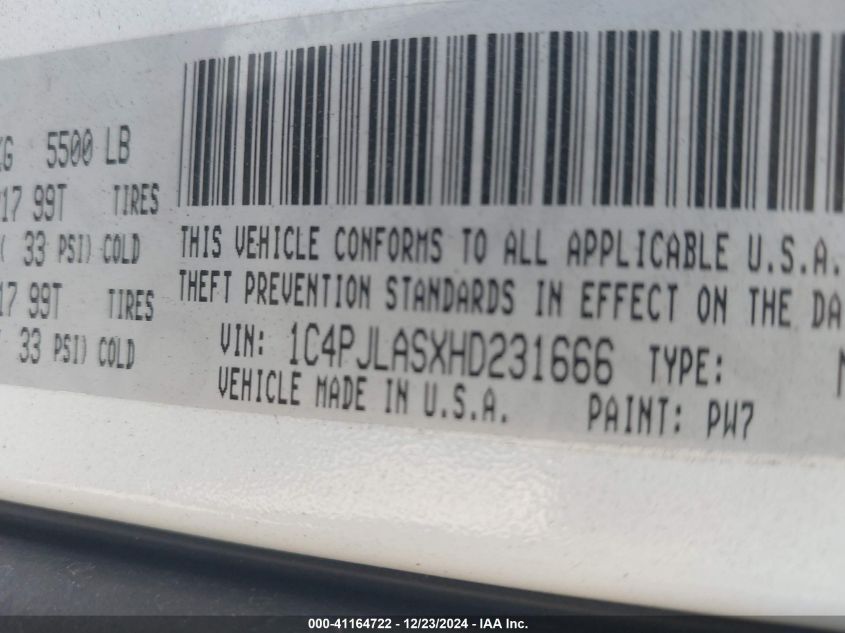 KG 5500 LB
17 99T TIRES
( 33 PSI) COLD
17 99T TIRES
33 PSI) COLD
THIS VEHICLE CONFORMS TO ALL APPLICABLE U.S.A.
THEFT PREVENTION STANDARDS IN EFFECT ON THE DA
VIN: 1C4PJLASXHD231666 TYPE: M
VEHICLE MADE IN U.S.A. PAINT: PW7
000-41164722 - 12/23/2024 - IAA Inc.